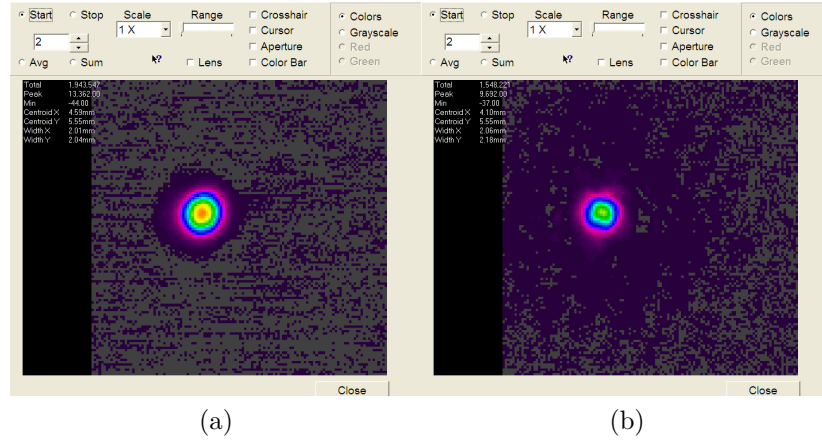 Start Stop Scale Range Crosshair Colors
1 X Cursor Grayscale
2 Aperture Red
Avg Sum Lens Color Bar Green
Total 1,943,547
Peak 13,362.00
Min -44.00
Centroid X 4.59mm
Centroid Y 5.55mm
Width X 2.01mm
Width Y 2.04mm
Close
(a)
Start Stop Scale Range Crosshair Colors
1 X Cursor Grayscale
2 Aperture Red
Avg Sum Lens Color Bar Green
Total 1,548,221
Peak 9,692.00
Min -37.00
Centroid X 4.10mm
Centroid Y 5.55mm
Width X 2.06mm
Width Y 2.18mm
Close
(b)